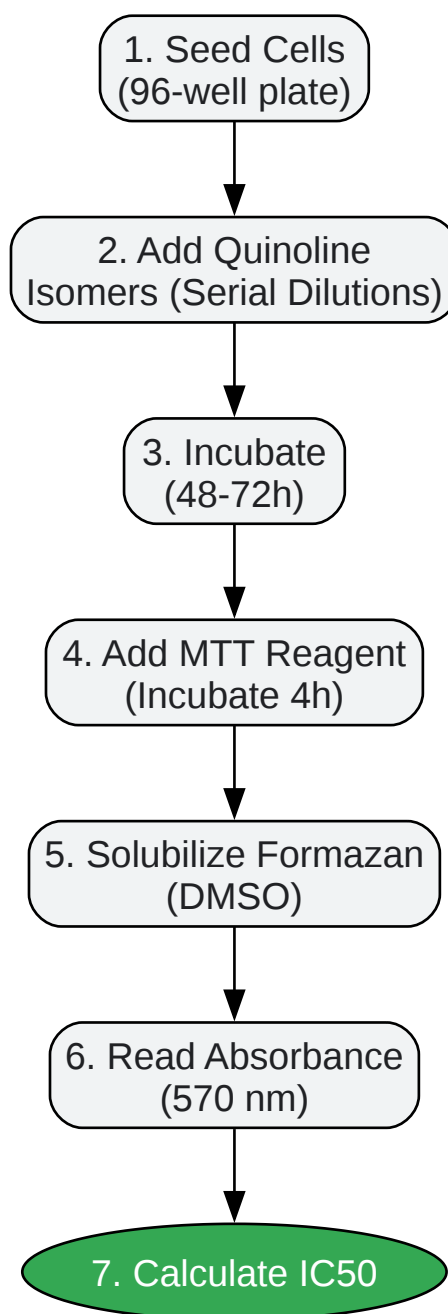 1. Seed Cells
(96-well plate)
2. Add Quinoline
Isomers (Serial Dilutions)
3. Incubate
(48-72h)
4. Add MTT Reagent
(Incubate 4h)
5. Solubilize Formazan
(DMSO)
6. Read Absorbance
(570 nm)
7. Calculate IC50